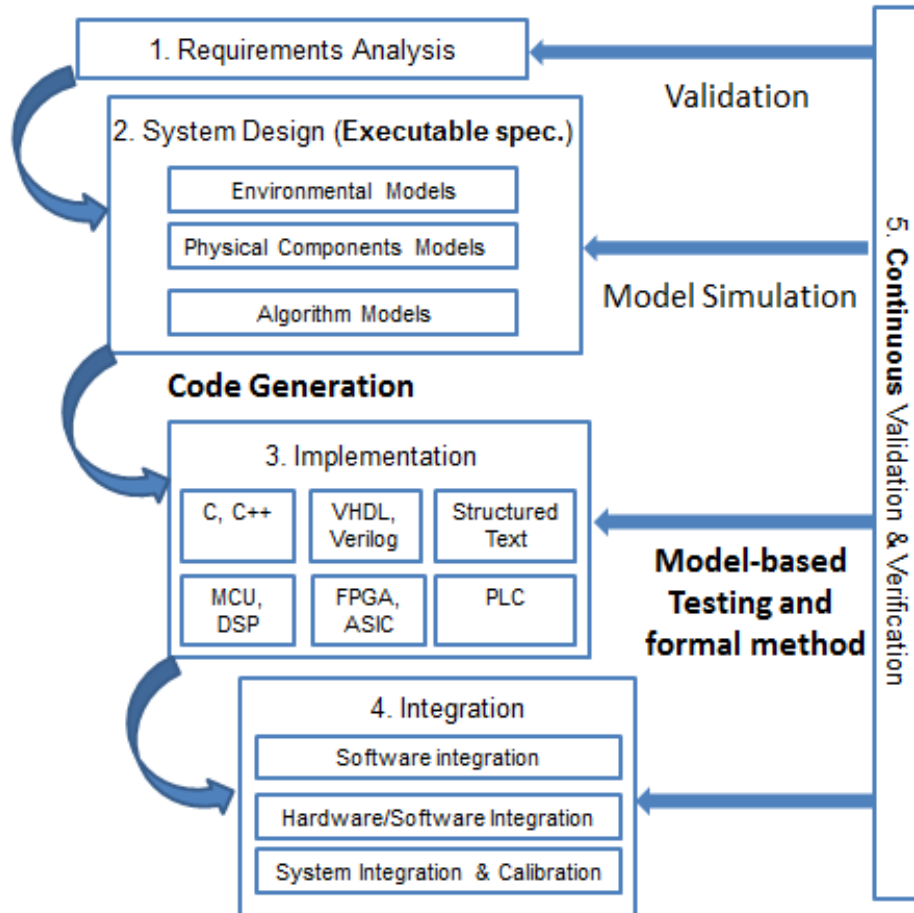 1. Requirements Analysis
Validation
2. System Design (Executable spec.)
Environmental Models
Physical Components Models
Algorithm Models
Model Simulation
Code Generation
3. Implementation
C, C++
VHDL,
Verilog
Structured
Text
MCU,
DSP
FPGA,
ASIC
PLC
Model-based
Testing and
formal method
4. Integration
Software integration
Hardware/Software Integration
System Integration & Calibration
5. Continuous Validation & Verification